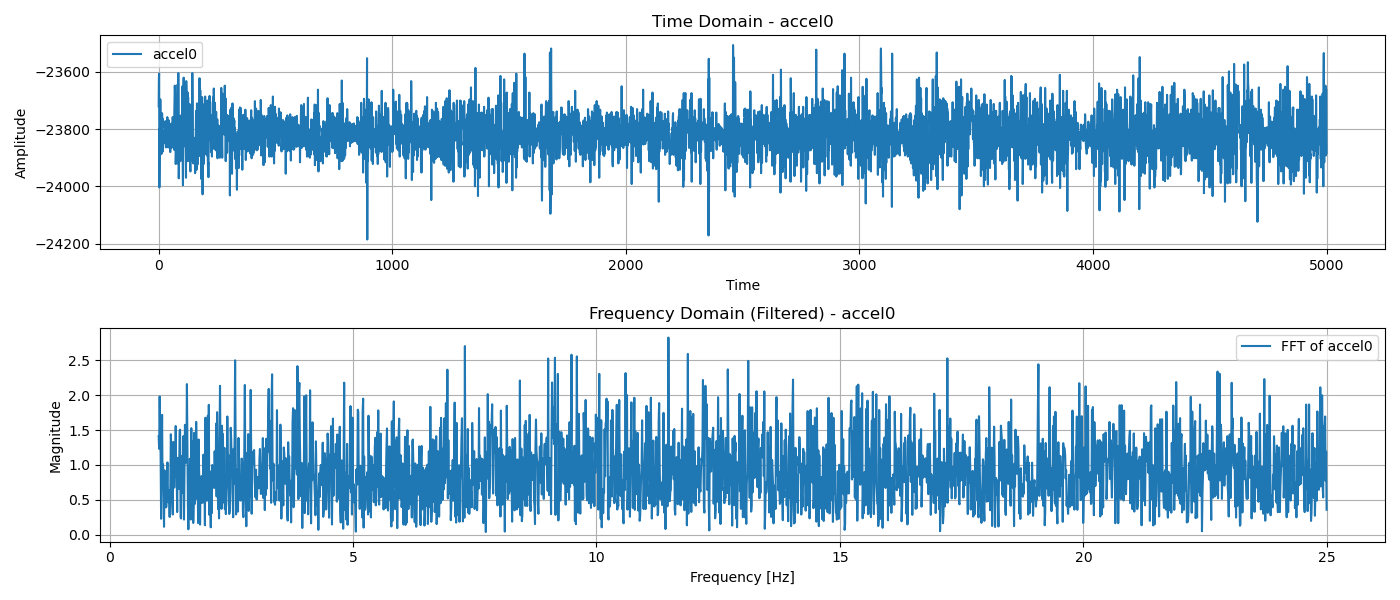 Time Domain - accel0
accel0
−23600
−23800
−24000
−24200
Amplitude
0 1000 2000 3000 4000 5000
Time
Frequency Domain (Filtered) - accel0
FFT of accel0
2.5
2.0
1.5
1.0
0.5
0.0
Magnitude
0 5 10 15 20 25
Frequency [Hz]